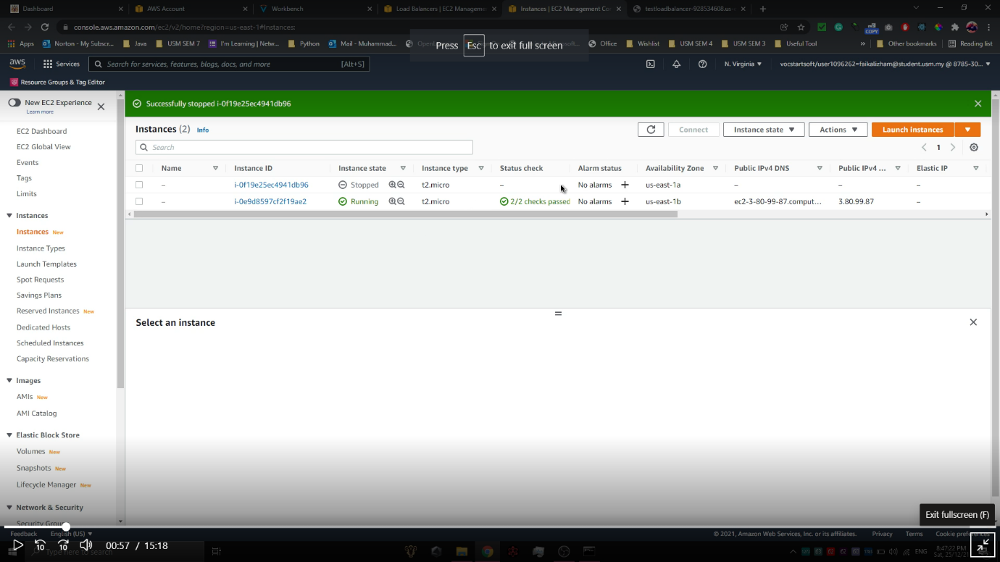 Dashboard
AWS Account
Workbench
Load Balancers | EC2 Manageme
Instances | EC2 Management Co
testloadbalancer-928534608.us-
console.aws.amazon.com/ec2/v2/home?region=us-east-1#Instances:
Apps
Norton - My Subscr...
Java
USM SEM 7
I'm Learning | Netw...
Python
Mail - Muhammad...
Office
Wishlist
USM SEM 4
USM SEM 3
Useful Tool
Other bookmarks
Reading list
COPY
Press Esc to exit full screen
aws
Services
Search for services, features, blogs, docs, and more
[Alt+S]
N. Virginia
vocstartsoft/user1096262=faikalizham@student.usm.my @ 8785-30...
Resource Groups & Tag Editor
New EC2 Experience
Learn more
EC2 Dashboard
EC2 Global View
Events
Tags
Limits
Instances
Instances New
Instance Types
Launch Templates
Spot Requests
Savings Plans
Reserved Instances New
Dedicated Hosts
Scheduled Instances
Capacity Reservations
Images
AMIs New
AMI Catalog
Elastic Block Store
Volumes New
Snapshots New
Lifecycle Manager New
Network & Security
Security Grou
Successfully stopped i-0f19e25ec4941db96
Instances (2) Info
Connect
Instance state
Actions
Launch instances
Search
1
Name Instance ID Instance state Instance type Status check Alarm status Availability Zone Public IPv4 DNS Public IPv4 ... Elastic IP
– i-0f19e25ec4941db96 Stopped t2.micro – No alarms us-east-1a – – –
– i-0e9d8597cf2f19ae2 Running t2.micro 2/2 checks passed No alarms us-east-1b ec2-3-80-99-87.comput... 3.80.99.87 –
Select an instance
Exit fullscreen (F)
Feedback
English (US)
© 2021, Amazon Web Services, Inc. or its affiliates.
Privacy
Terms
Cookie preferences
10
10
00:57 / 15:18
Type here to search
ENG
8:47:22 PM